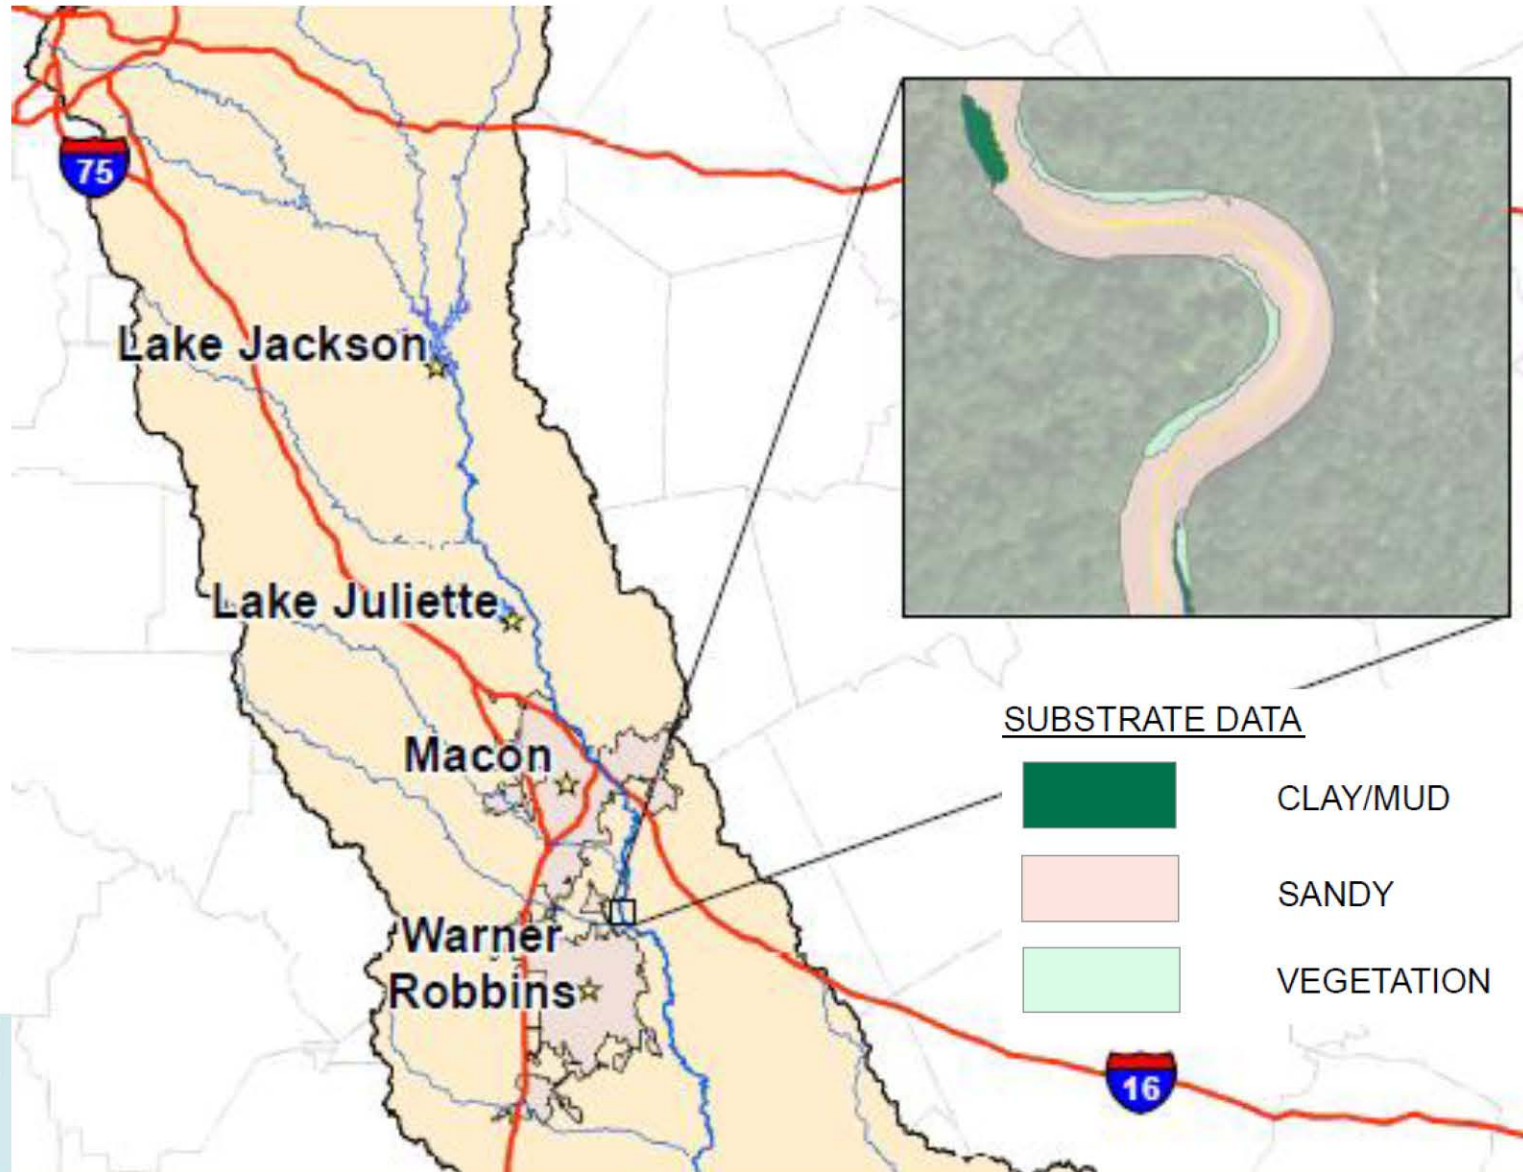 75
Lake Jackson
Lake Juliette
Macon
Warner
Robbins
SUBSTRATE DATA
CLAY/MUD
SANDY
VEGETATION
16